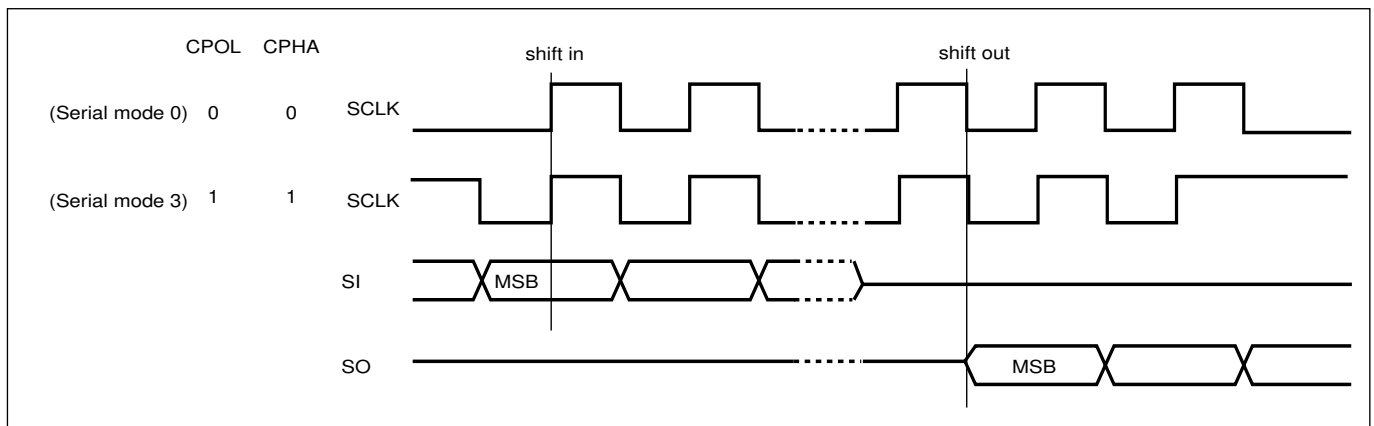 CPOL CPHA
shift in
shift out
(Serial mode 0) 0 0 SCLK
(Serial mode 3) 1 1 SCLK
SI MSB
SO MSB